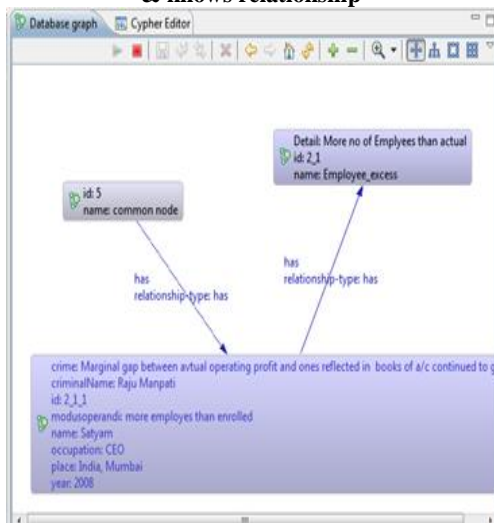 & knows relationship
Database graph Cypher Editor
Detail: More no of Emplyees than actual
id: 2_1
name: Employee_excess
id: 5
name: common node
has
relationship-type: has
has
relationship-type: has
crime: Marginal gap between avtual operating profit and ones reflected in books of a/c continued to g
criminalName: Raju Manpati
id: 2_1_1
modusoperandi: more employes than enrolled
name: Satyam
occupation: CEO
place: India, Mumbai
year: 2008